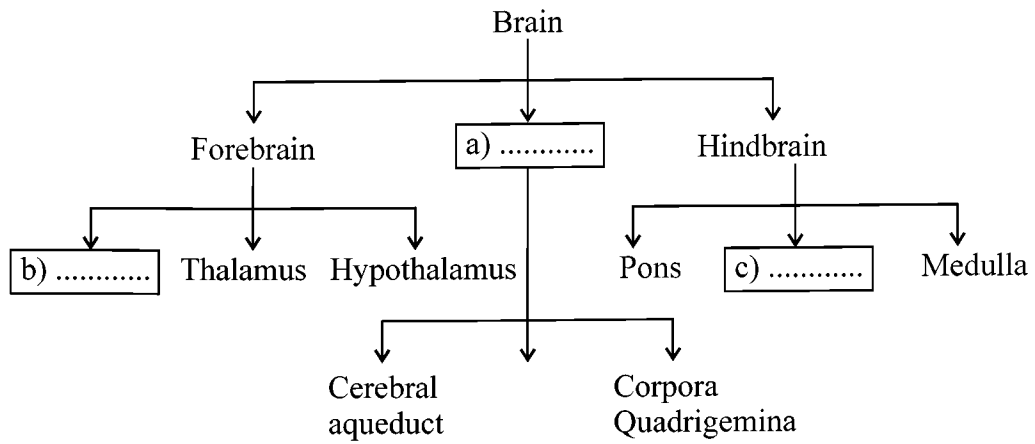 Brain
Forebrain
a) ............
Hindbrain
b) ............
Thalamus
Hypothalamus
Pons
c) ............
Medulla
Cerebral
aqueduct
Corpora
Quadrigemina